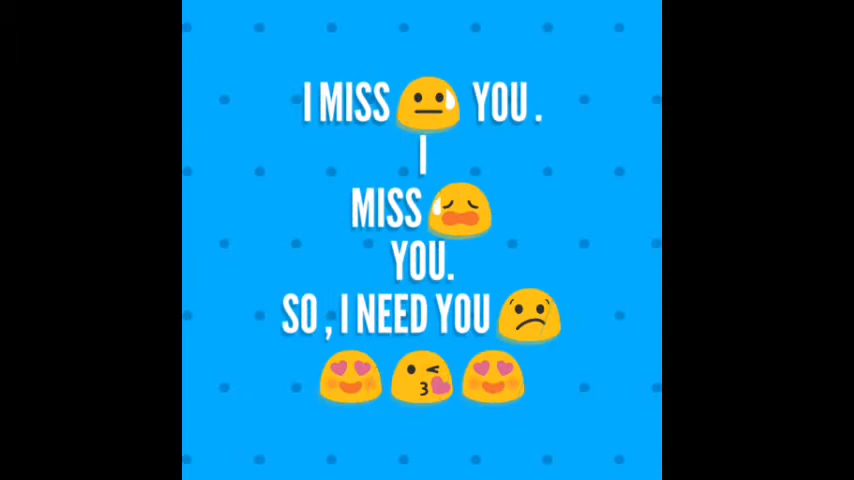 I MISS 😓 YOU .
I
MISS 😩
YOU.
SO , I NEED YOU 😕
😍 😘 😍